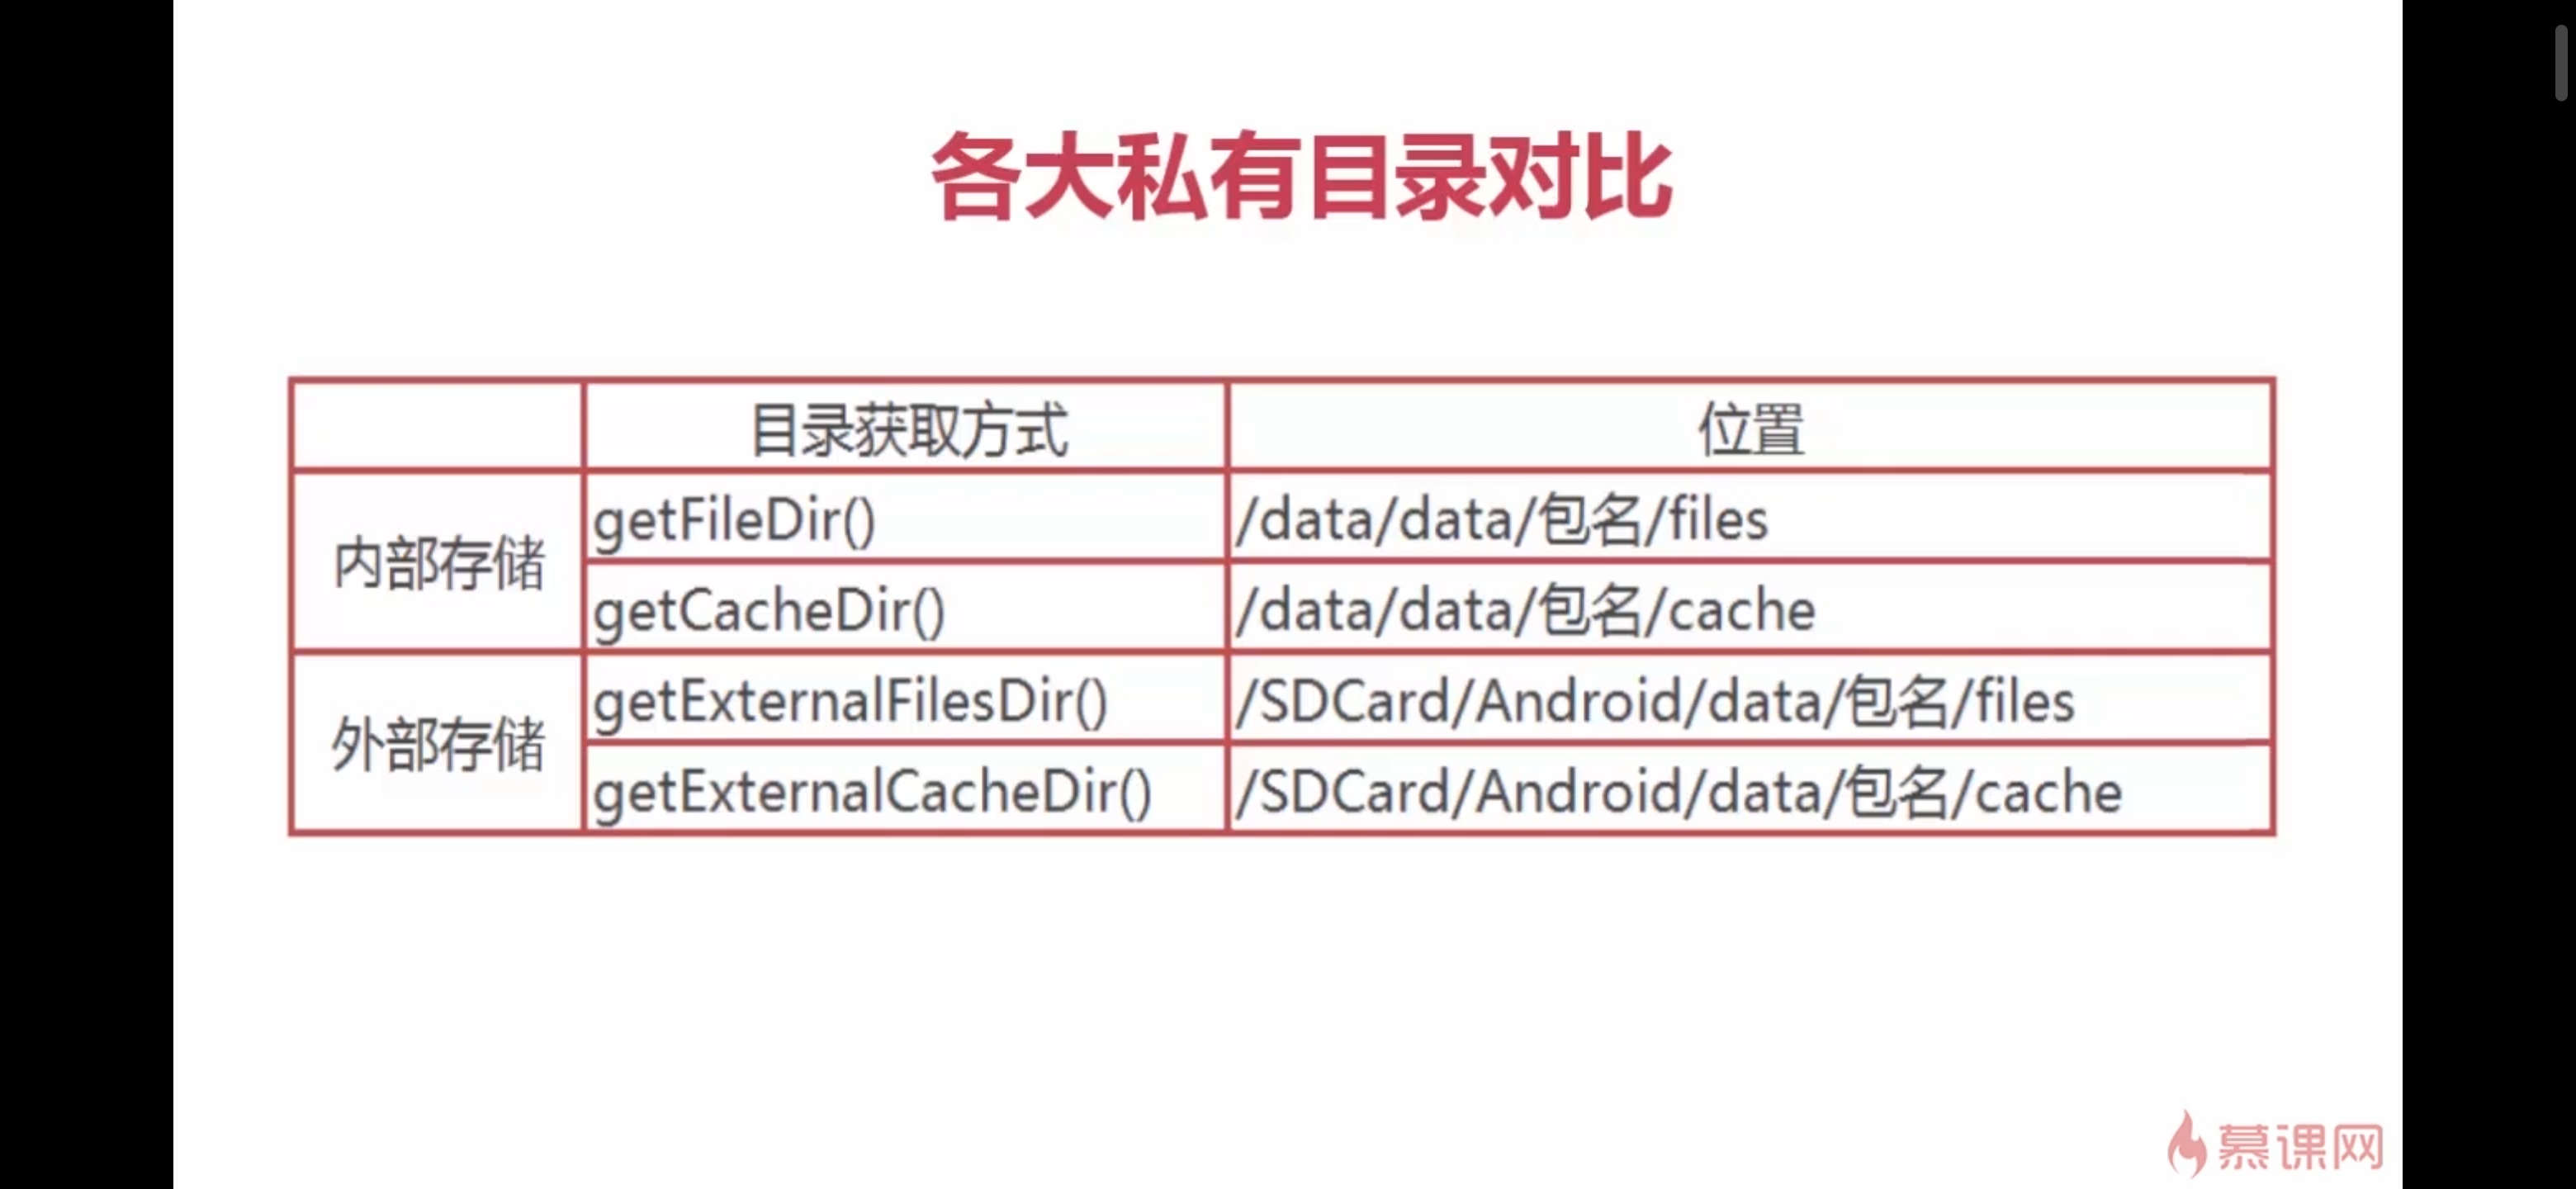 各大私有目录对比
目录获取方式 位置
内部存储
getFileDir() /data/data/包名/files
getCacheDir() /data/data/包名/cache
外部存储
getExternalFilesDir() /SDCard/Android/data/包名/files
getExternalCacheDir() /SDCard/Android/data/包名/cache
慕课网